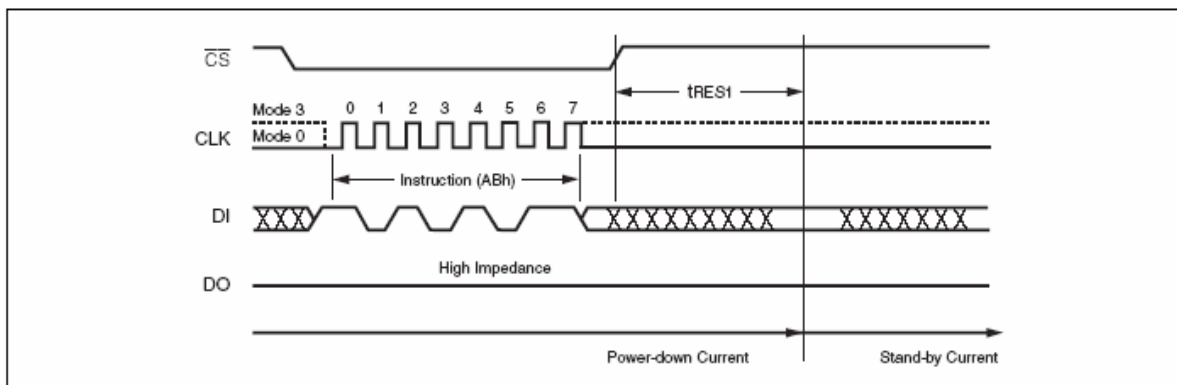 CS
tRES1
Mode 3
0 1 2 3 4 5 6 7
CLK
Mode 0
Instruction (ABh)
DI
High Impedance
DO
Power-down Current
Stand-by Current